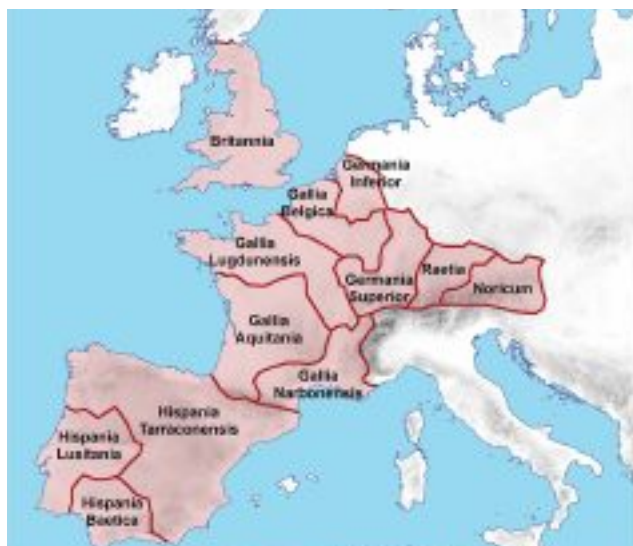 Britannia
Germania
Inferior
Gallia
Belgica
Gallia
Lugdunensis
Germania
Superior
Raetia
Noricum
Gallia
Aquitania
Gallia
Narbonensis
Hispania
Tarraconensis
Hispania
Lusitania
Hispania
Baetica